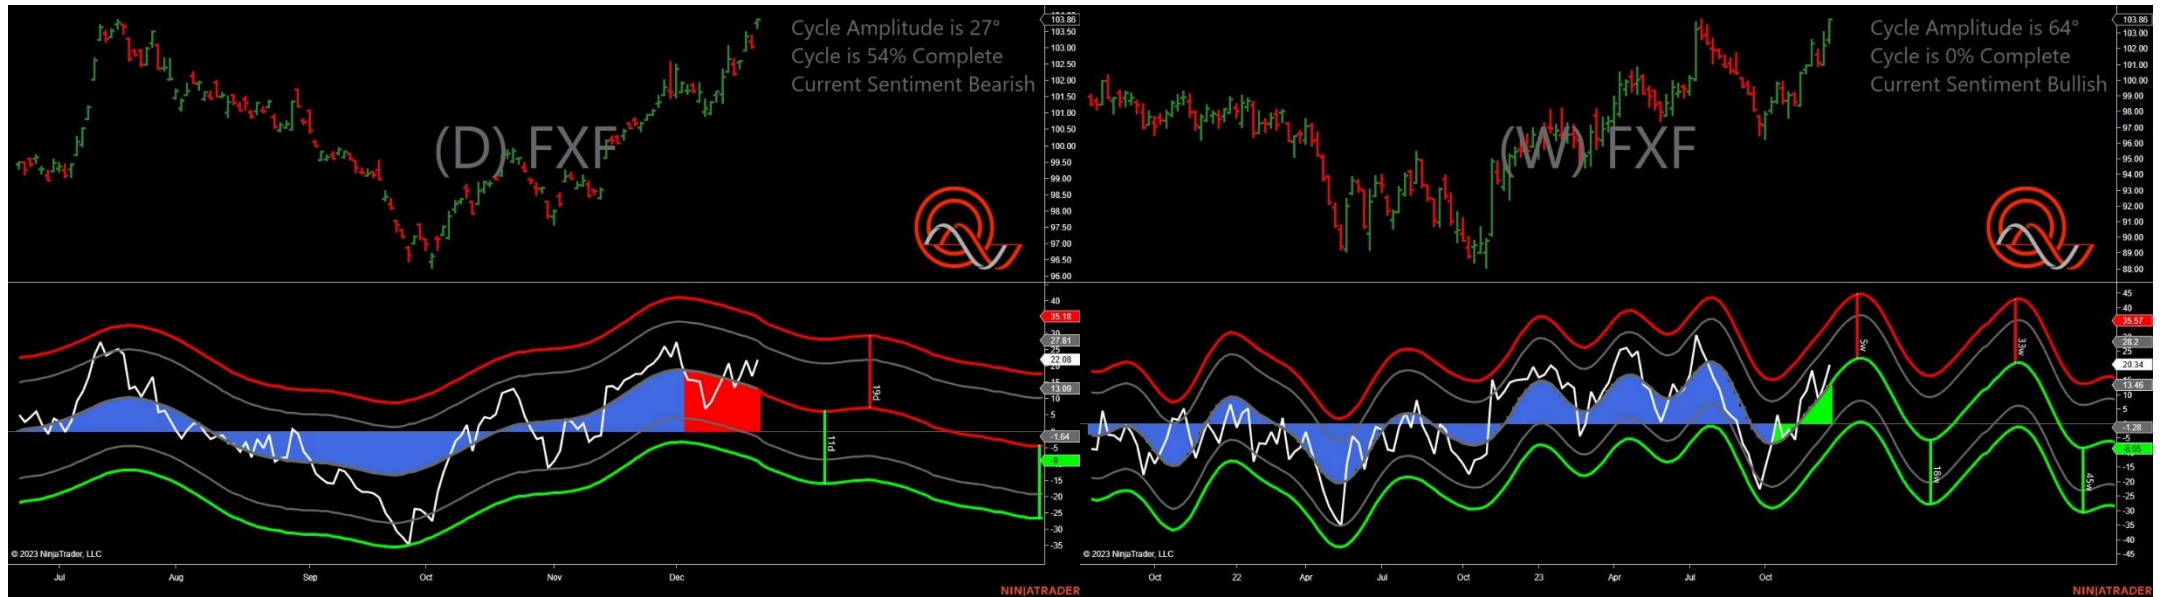 Cycle Amplitude is 27°
Cycle is 54% Complete
Current Sentiment Bearish
(D) FXF
103.86
103.50
103.00
102.50
102.00
101.50
101.00
100.50
100.00
99.50
99.00
98.50
98.00
97.50
97.00
96.50
96.00
40
35.18
30
27.81
25
22.08
15
13.09
10
5
0
-1.64
-5
-9
-15
-20
-25
-30
-35
11d
19d
© 2023 NinjaTrader, LLC
Jul
Aug
Sep
Oct
Nov
Dec
NINJATRADER
Cycle Amplitude is 64°
Cycle is 0% Complete
Current Sentiment Bullish
(W) FXF
103.86
103.00
102.00
101.00
100.00
99.00
98.00
97.00
96.00
95.00
94.00
93.00
92.00
91.00
90.00
89.00
88.00
45
40
35.57
28.2
25
20.34
13.46
10
5
-1.28
-5
-8.65
-15
-20
-25
-30
-35
-40
-45
5w
18w
33w
45w
© 2023 NinjaTrader, LLC
Oct
22
Apr
Jul
Oct
23
Apr
Jul
Oct
NINJATRADER